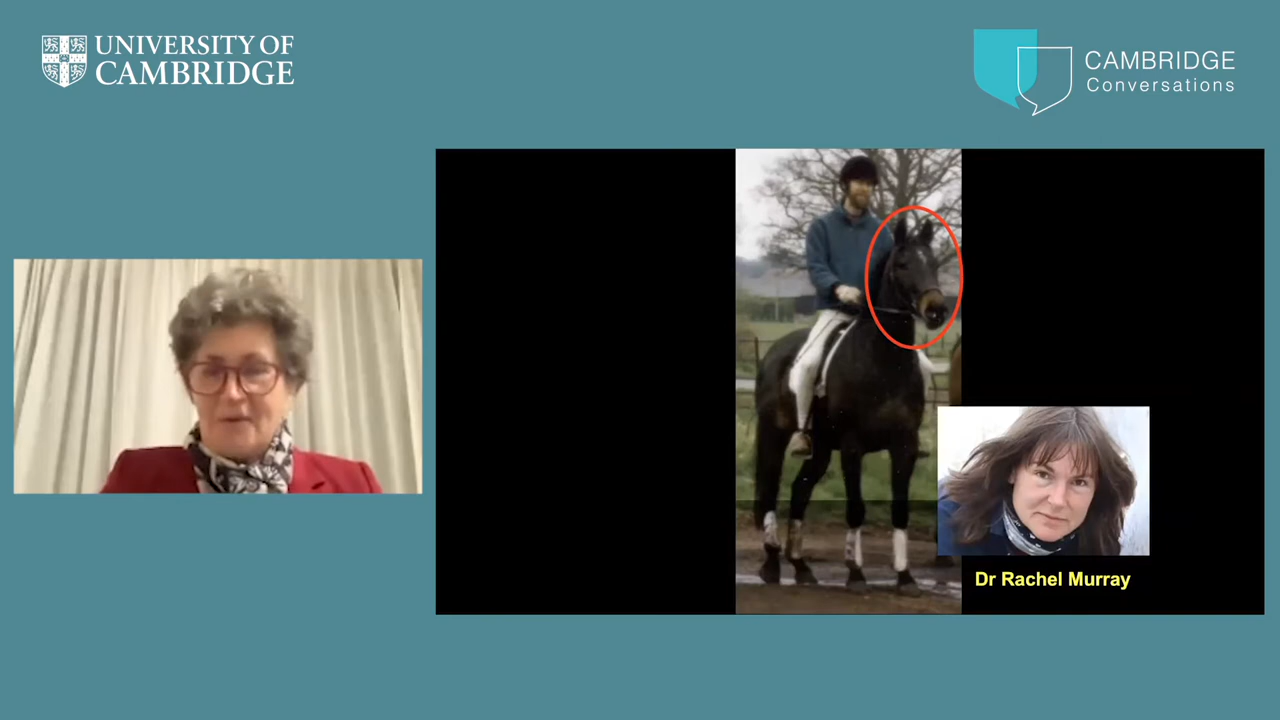 UNIVERSITY OF
CAMBRIDGE
CAMBRIDGE
Conversations
Dr Rachel Murray